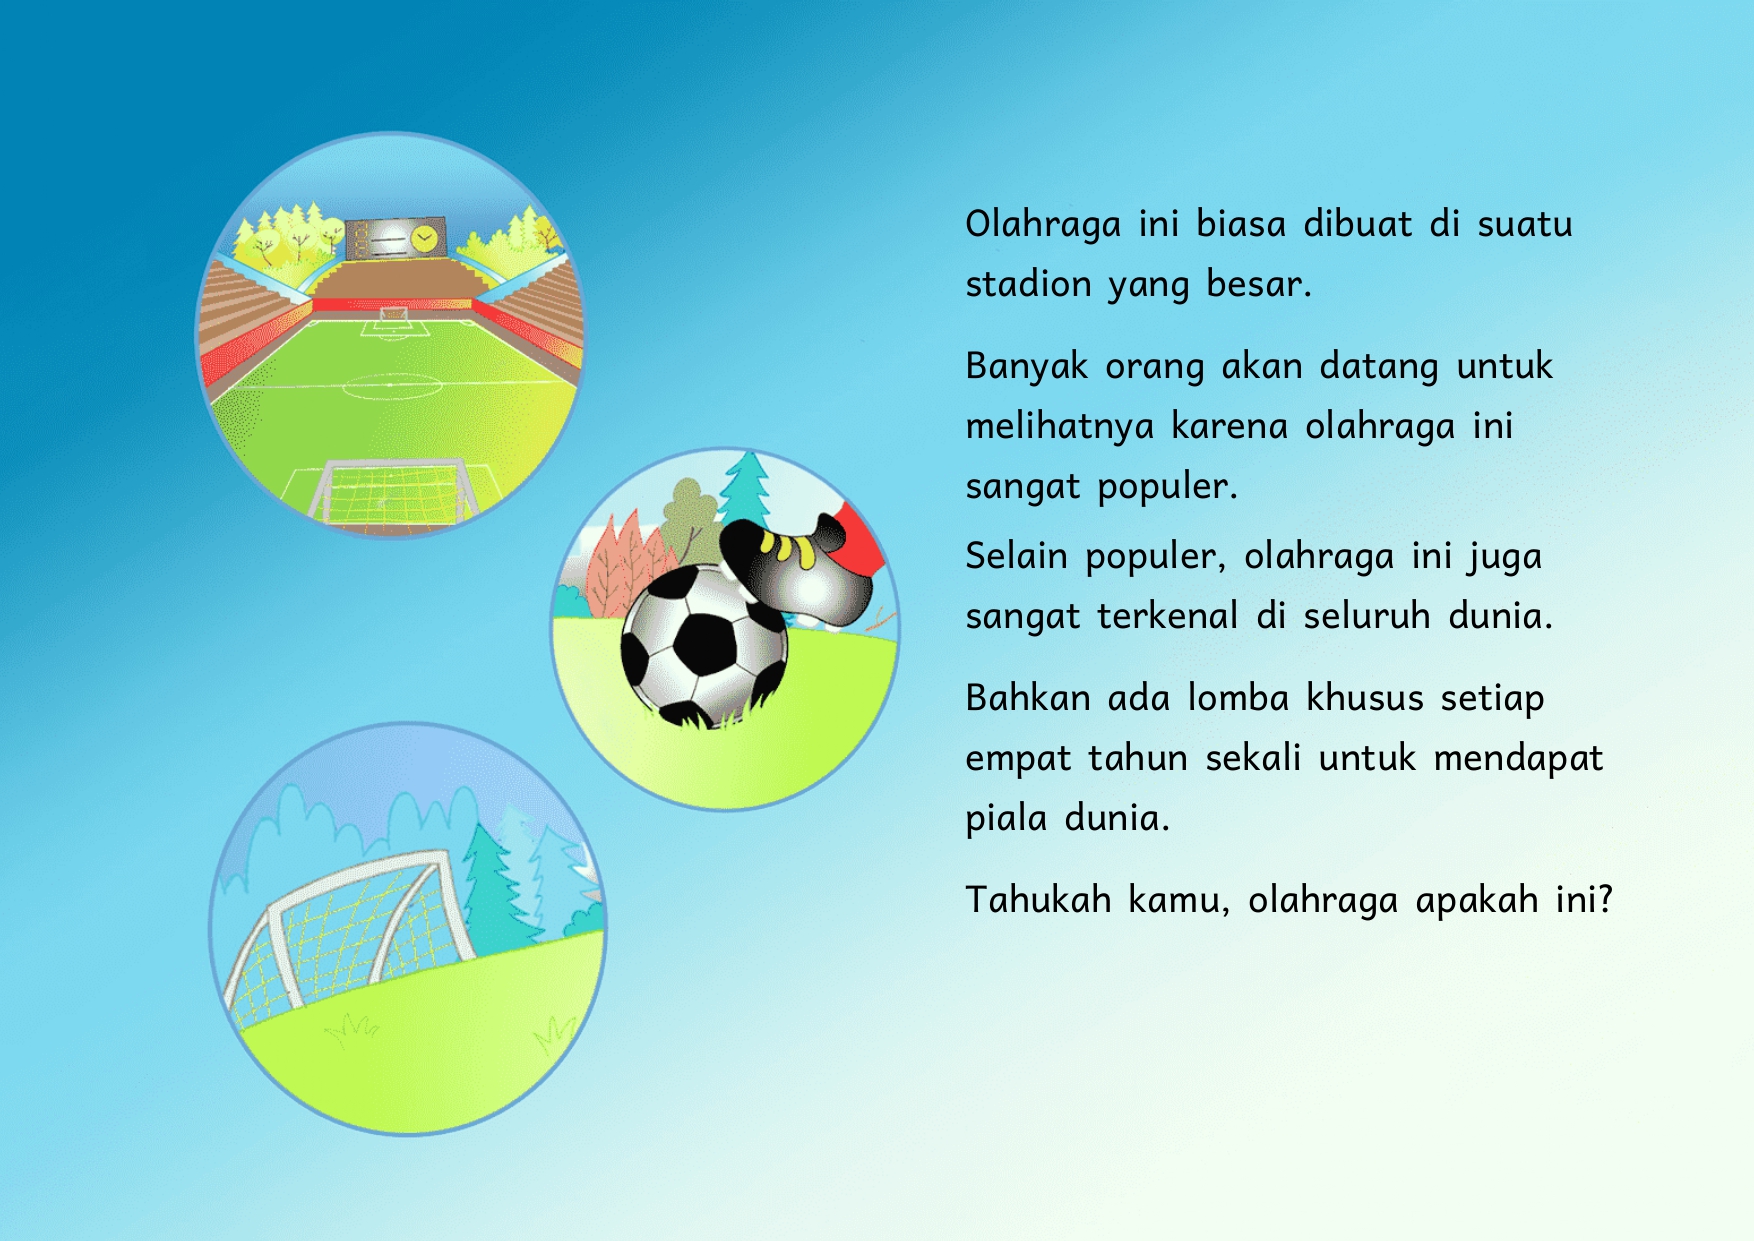 Olahraga ini biasa dibuat di suatu
stadion yang besar.
Banyak orang akan datang untuk
melihatnya karena olahraga ini
sangat populer.
Selain populer, olahraga ini juga
sangat terkenal di seluruh dunia.
Bahkan ada lomba khusus setiap
empat tahun sekali untuk mendapat
piala dunia.
Tahukah kamu, olahraga apakah ini?